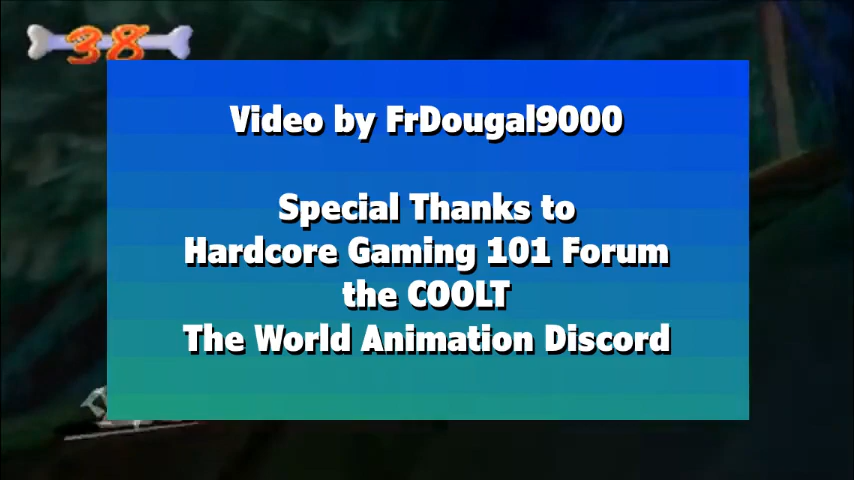 38
Video by FrDougal9000
Special Thanks to
Hardcore Gaming 101 Forum
the COOLT
The World Animation Discord